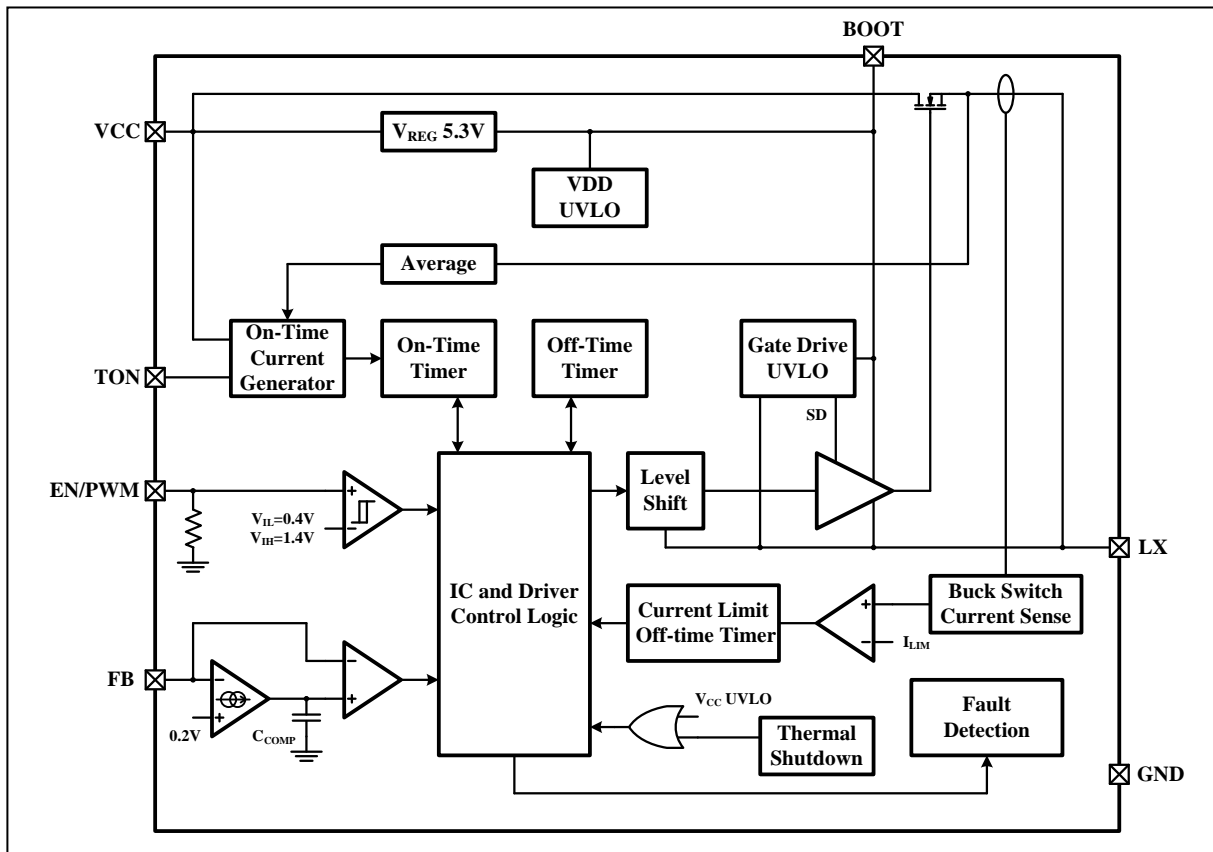 BOOT
VCC
VREG 5.3V
VDD
UVLO
Average
On-Time
Current
Generator
On-Time
Timer
Off-Time
Timer
Gate Drive
UVLO
TON
SD
EN/PWM
+
−
VIL=0.4V
VIH=1.4V
Level
Shift
LX
IC and Driver
Control Logic
Current Limit
Off-time Timer
+
−
ILIM
Buck Switch
Current Sense
FB
−
+
0.2V
CCOMP
−
+
VCC UVLO
Thermal
Shutdown
Fault
Detection
GND